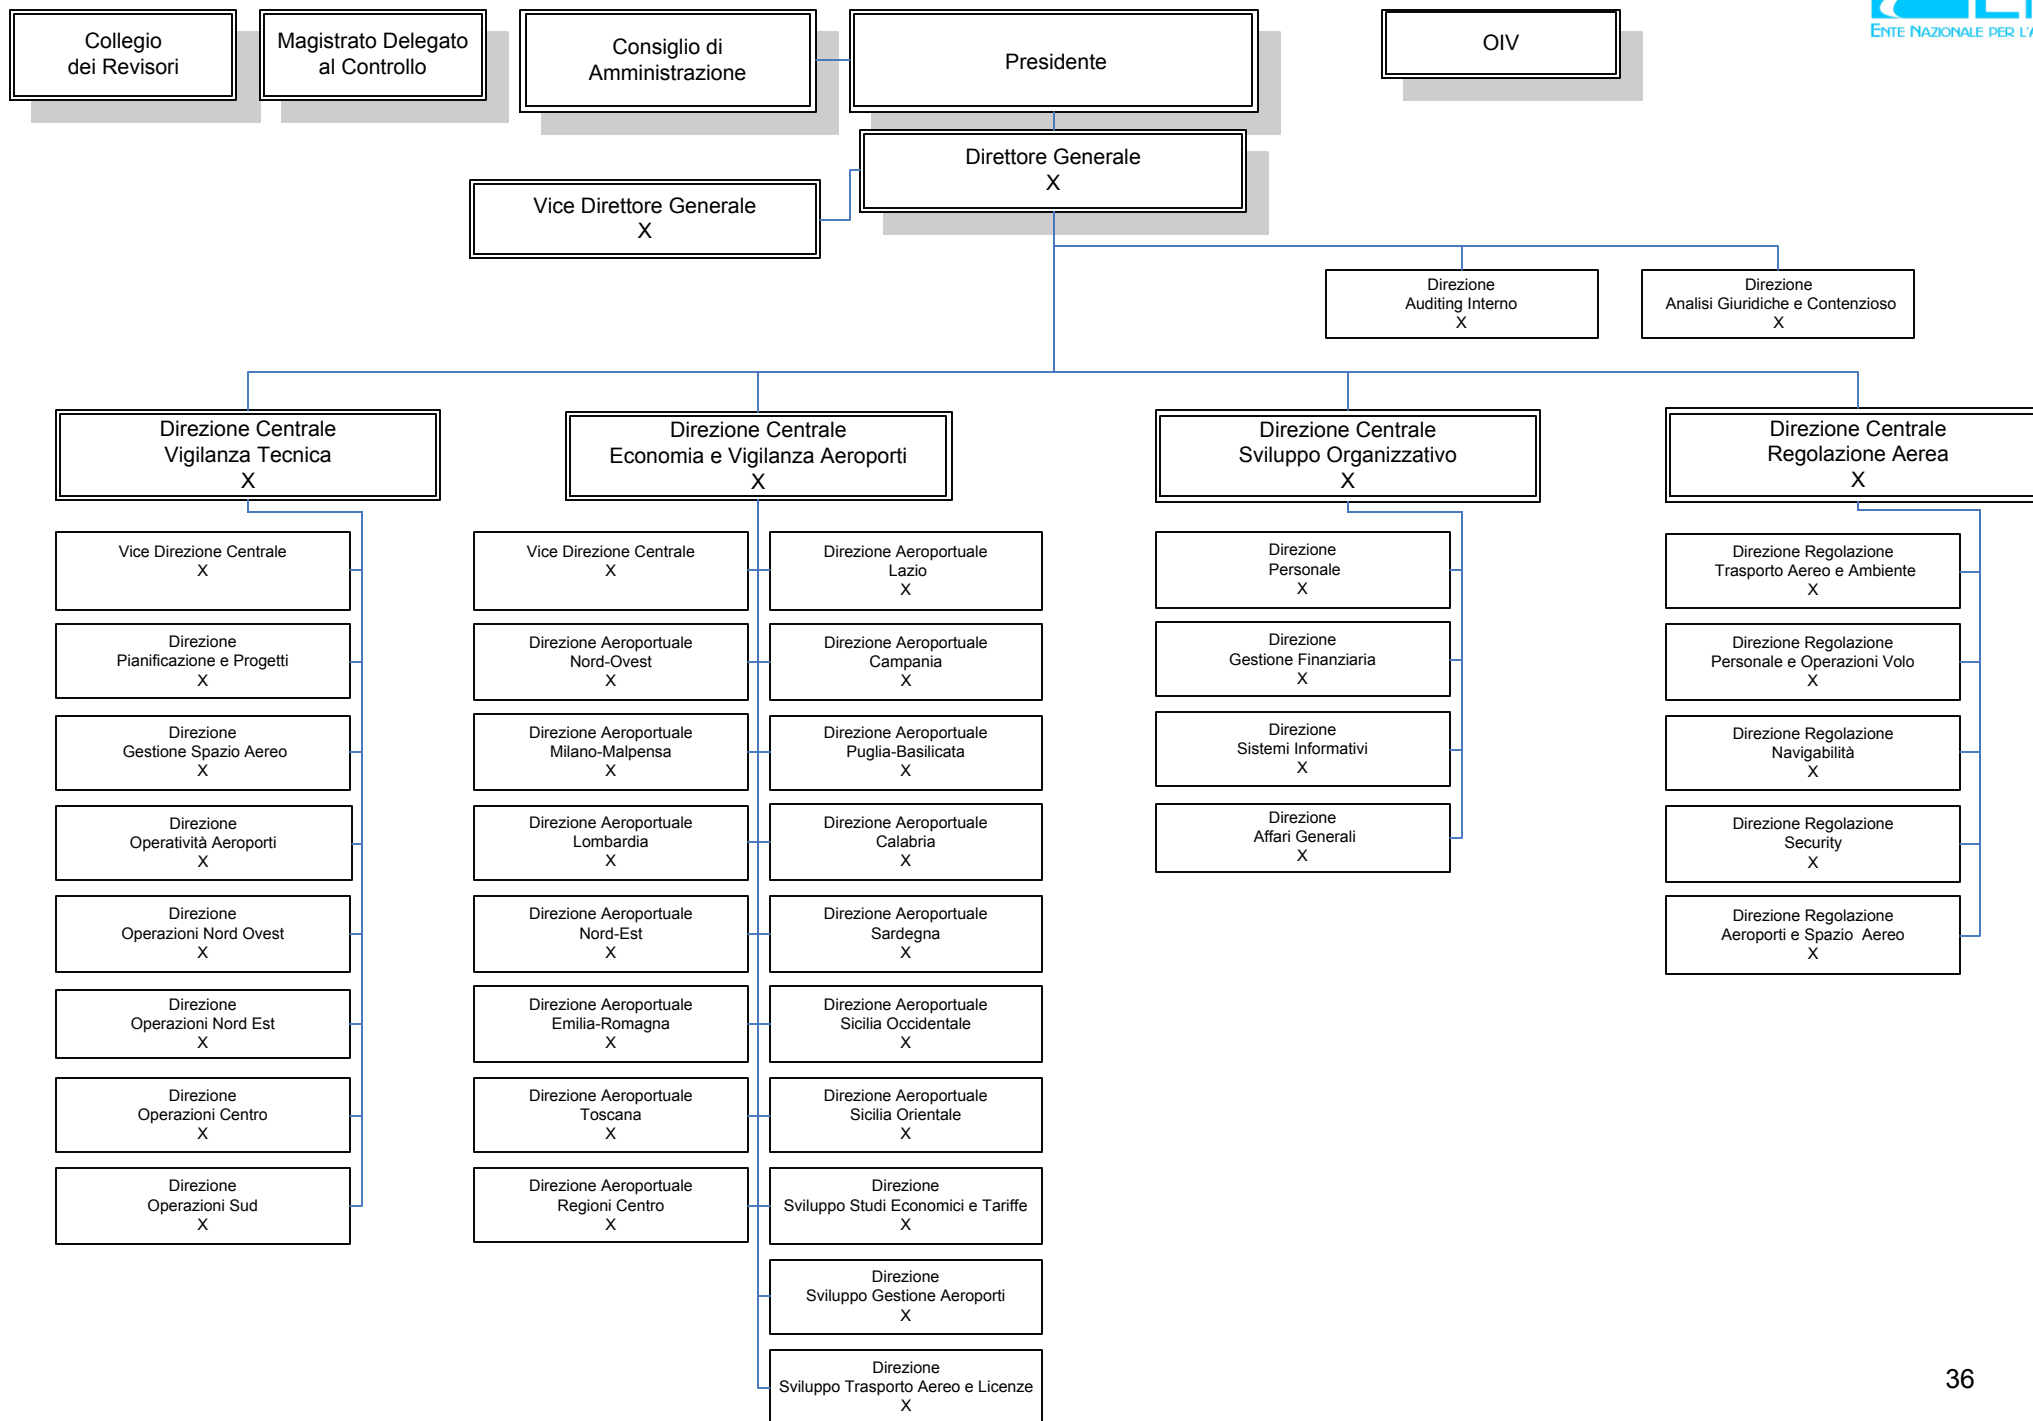 Collegio
dei Revisori
Magistrato Delegato
al Controllo
Consiglio di
Amministrazione
Presidente
OIV
ENTE NAZIONALE PER L'A
Direttore Generale
X
Vice Direttore Generale
X
Direzione
Auditing Interno
X
Direzione
Analisi Giuridiche e Contenzioso
X
Direzione Centrale
Vigilanza Tecnica
X
Direzione Centrale
Economia e Vigilanza Aeroporti
X
Direzione Centrale
Sviluppo Organizzativo
X
Direzione Centrale
Regolazione Aerea
X
Vice Direzione Centrale
X
Direzione
Pianificazione e Progetti
X
Direzione
Gestione Spazio Aereo
X
Direzione
Operatività Aeroporti
X
Direzione
Operazioni Nord Ovest
X
Direzione
Operazioni Nord Est
X
Direzione
Operazioni Centro
X
Direzione
Operazioni Sud
X
Vice Direzione Centrale
X
Direzione Aeroportuale
Nord-Ovest
X
Direzione Aeroportuale
Milano-Malpensa
X
Direzione Aeroportuale
Lombardia
X
Direzione Aeroportuale
Nord-Est
X
Direzione Aeroportuale
Emilia-Romagna
X
Direzione Aeroportuale
Toscana
X
Direzione Aeroportuale
Regioni Centro
X
Direzione Aeroportuale
Lazio
X
Direzione Aeroportuale
Campania
X
Direzione Aeroportuale
Puglia-Basilicata
X
Direzione Aeroportuale
Calabria
X
Direzione Aeroportuale
Sardegna
X
Direzione Aeroportuale
Sicilia Occidentale
X
Direzione Aeroportuale
Sicilia Orientale
X
Direzione
Sviluppo Studi Economici e Tariffe
X
Direzione
Sviluppo Gestione Aeroporti
X
Direzione
Sviluppo Trasporto Aereo e Licenze
X
Direzione
Personale
X
Direzione
Gestione Finanziaria
X
Direzione
Sistemi Informativi
X
Direzione
Affari Generali
X
Direzione Regolazione
Trasporto Aereo e Ambiente
X
Direzione Regolazione
Personale e Operazioni Volo
X
Direzione Regolazione
Navigabilità
X
Direzione Regolazione
Security
X
Direzione Regolazione
Aeroporti e Spazio  Aereo
X
36